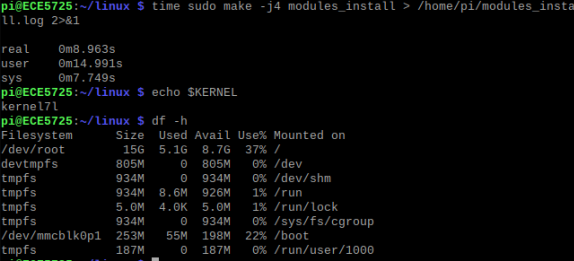 pi@ECE5725:~/linux $ time sudo make -j4 modules_install > /home/pi/modules_insta
ll.log 2>&1
real    0m8.963s
user    0m14.991s
sys     0m7.749s
pi@ECE5725:~/linux $ echo $KERNEL
kernel7l
pi@ECE5725:~/linux $ df -h
Filesystem      Size  Used Avail Use% Mounted on
/dev/root        15G  5.1G  8.7G  37% /
devtmpfs        805M     0  805M   0% /dev
tmpfs           934M     0  934M   0% /dev/shm
tmpfs           934M  8.6M  926M   1% /run
tmpfs           5.0M  4.0K  5.0M   1% /run/lock
tmpfs           934M     0  934M   0% /sys/fs/cgroup
/dev/mmcblk0p1  253M   55M  198M  22% /boot
tmpfs           187M     0  187M   0% /run/user/1000
pi@ECE5725:~/linux $